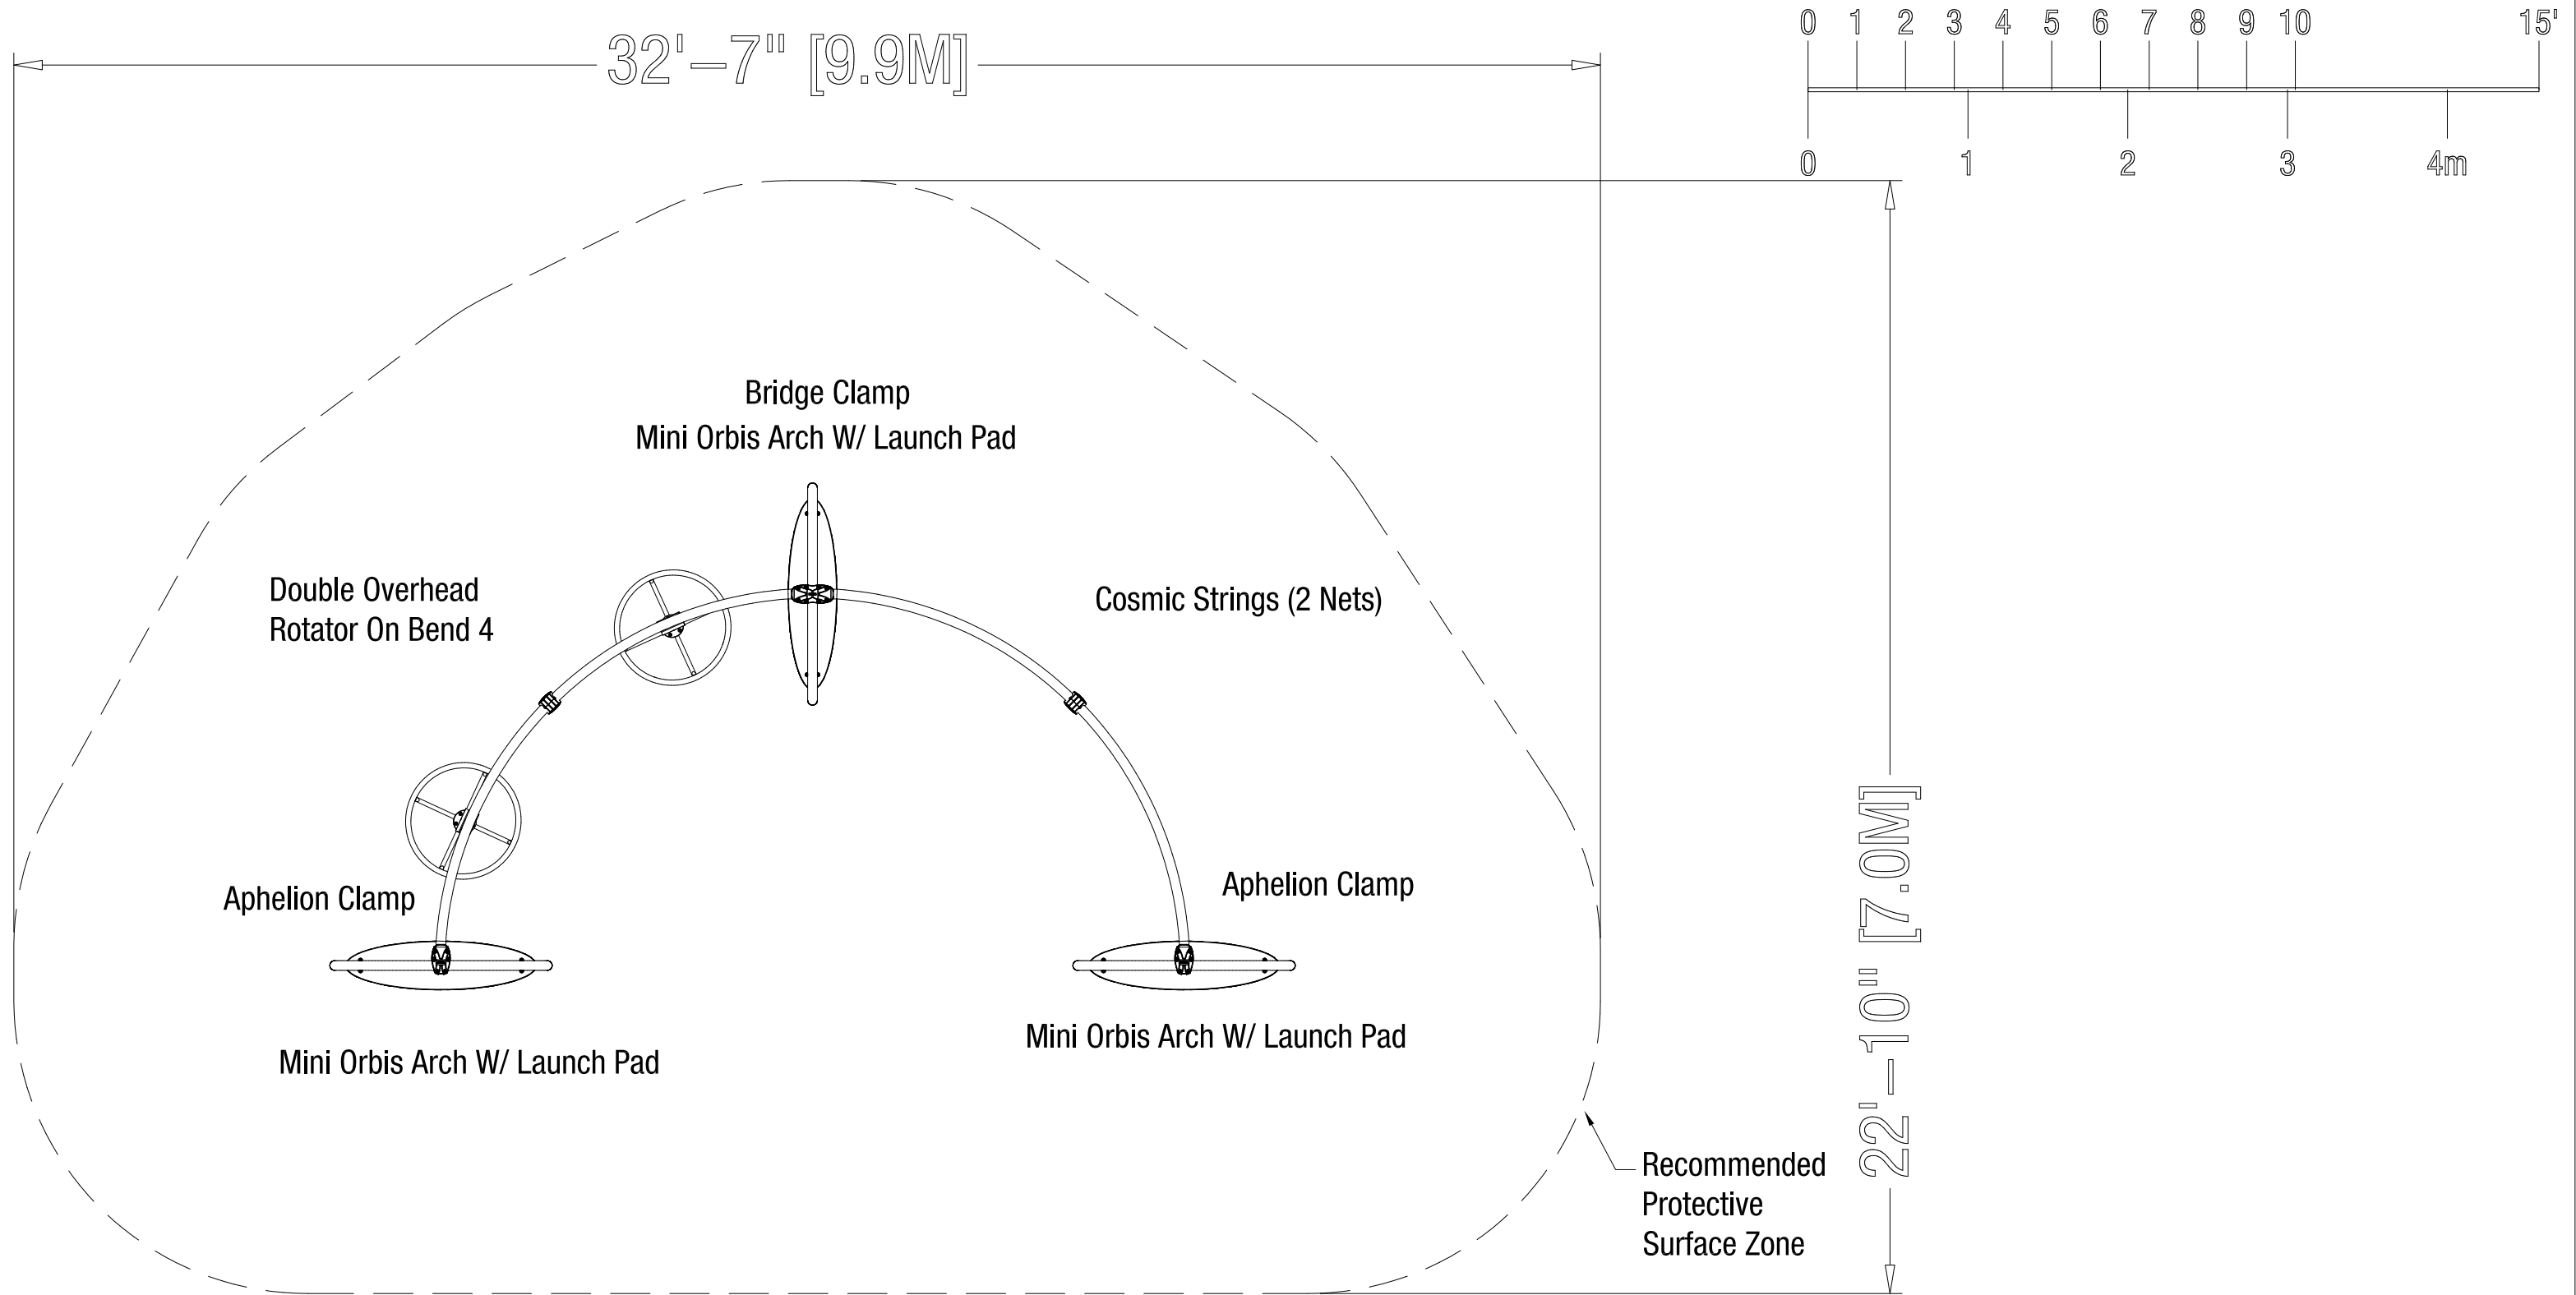 32'–7" [9.9M]
0 1 2 3 4 5 6 7 8 9 10 15'
0 1 2 3 4m
Bridge Clamp
Mini Orbis Arch W/ Launch Pad
Double Overhead
Rotator On Bend 4
Cosmic Strings (2 Nets)
Aphelion Clamp
Aphelion Clamp
Mini Orbis Arch W/ Launch Pad
Mini Orbis Arch W/ Launch Pad
22'–10" [7.0M]
Recommended
Protective
Surface Zone